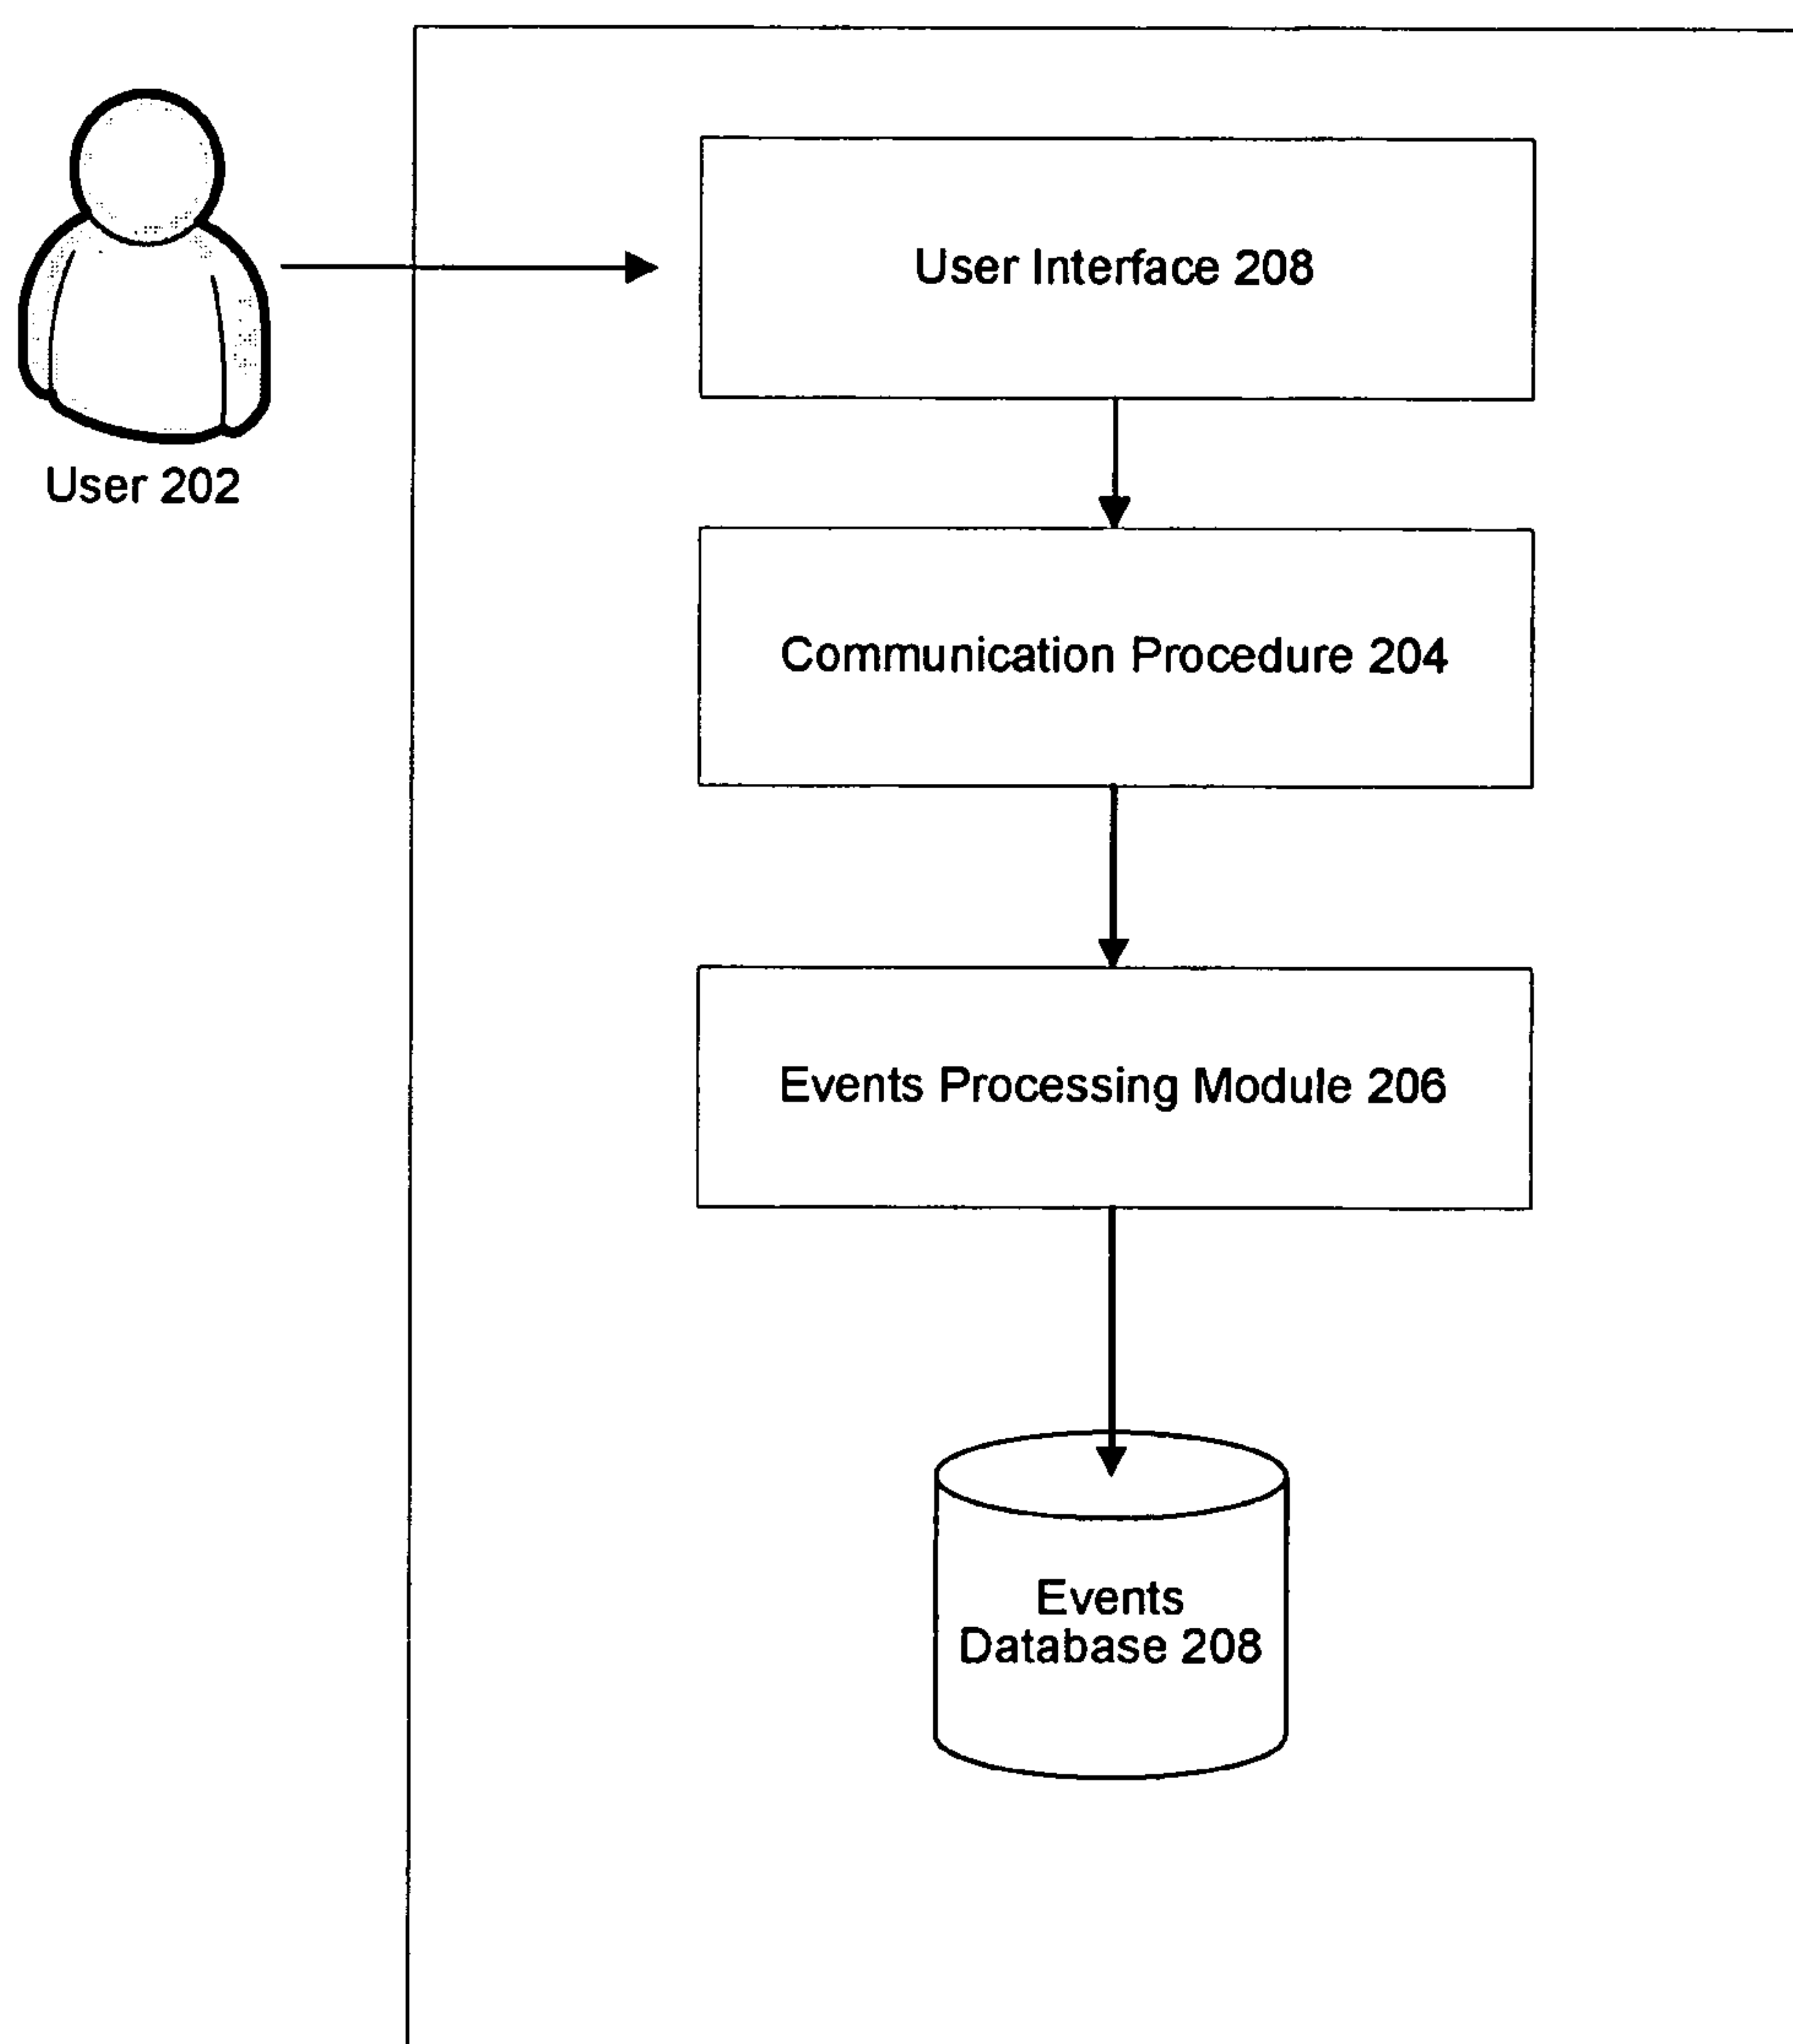 User Interface 208
User 202
Communication Procedure 204
Events Processing Module 206
Events
Database 208